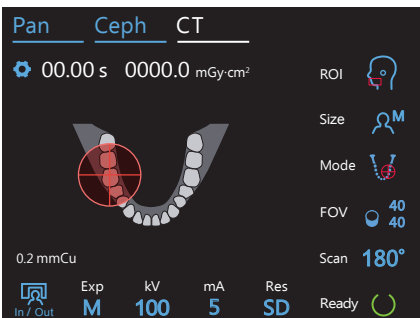 Pan Ceph CT
00.00 s 0000.0 mGy·cm²
ROI
Size M
Mode
FOV 40
40
0.2 mmCu Scan 180°
Exp kV mA Res
In / Out M 100 5 SD Ready